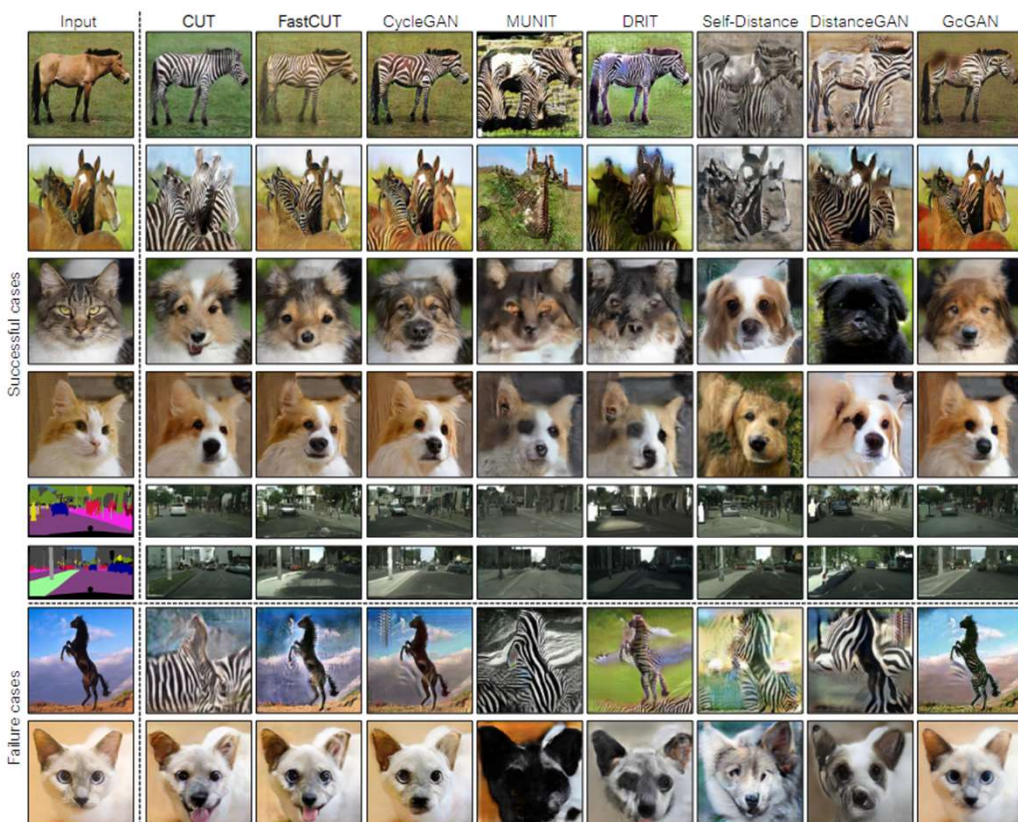 Input CUT FastCUT CycleGAN MUNIT DRIT Self-Distance DistanceGAN GcGAN
Successful cases
Failure cases